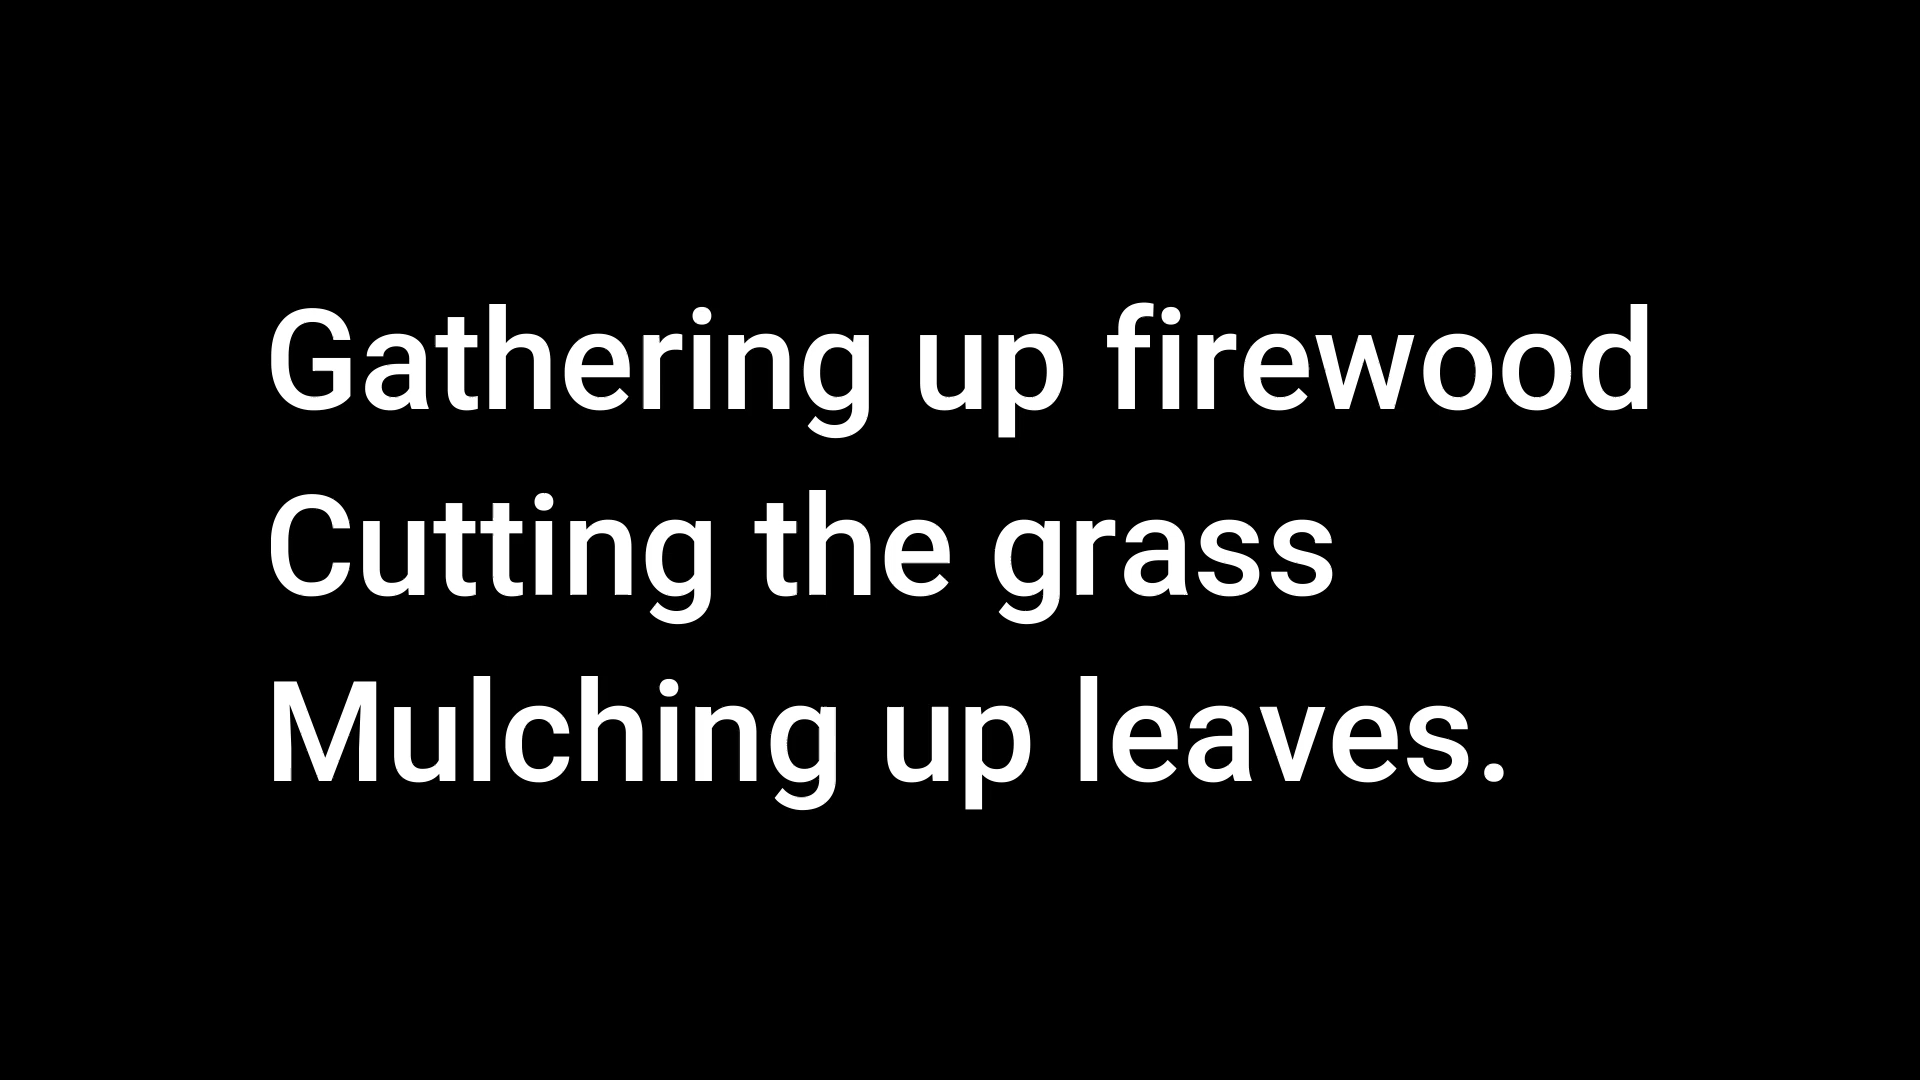 Gathering up firewood
Cutting the grass
Mulching up leaves.